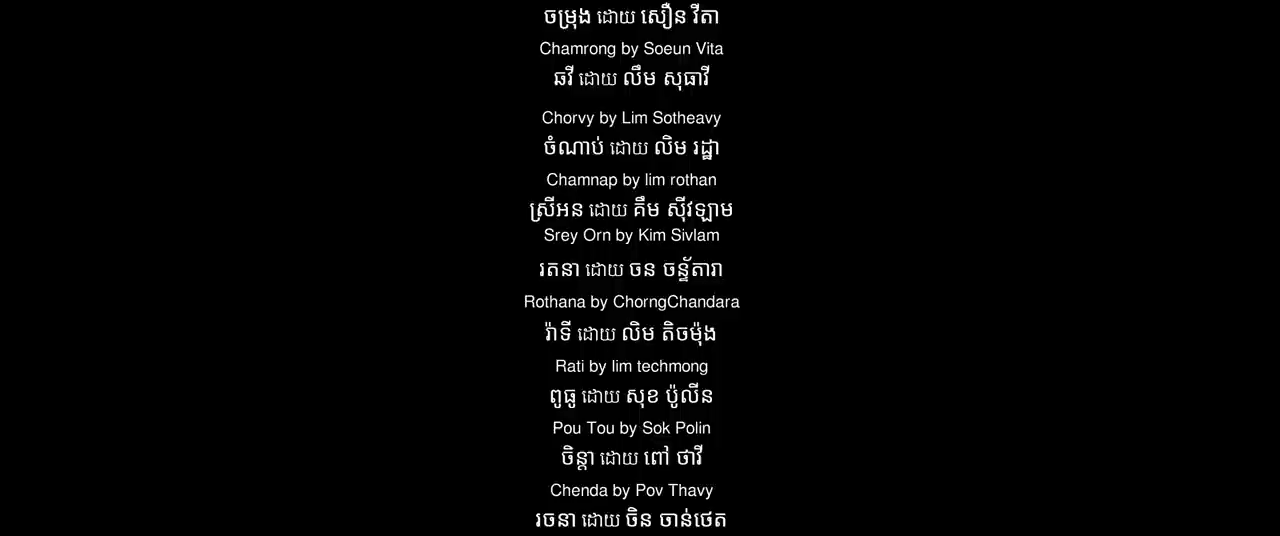 ចម្រុង ដោយ សឿន វីតា
Chamrong by Soeun Vita
ឆវី ដោយ លឹម សុធាវី
Chorvy by Lim Sotheavy
ចំណាប់ ដោយ លិម រដ្ឋា
Chamnap by lim rothan
ស្រីអន ដោយ គឹម ស៊ីវឡាម
Srey Orn by Kim Sivlam
រតនា ដោយ ចន ចន្ទ័តារា
Rothana by ChorngChandara
រ៉ាទី ដោយ លិម តិចម៉ុង
Rati by lim techmong
ពូធូ ដោយ សុខ ប៉ូលីន
Pou Tou by Sok Polin
ចិន្តា ដោយ ពៅ ថាវី
Chenda by Pov Thavy
រចនា ដោយ ចិន ចាន់ថេត